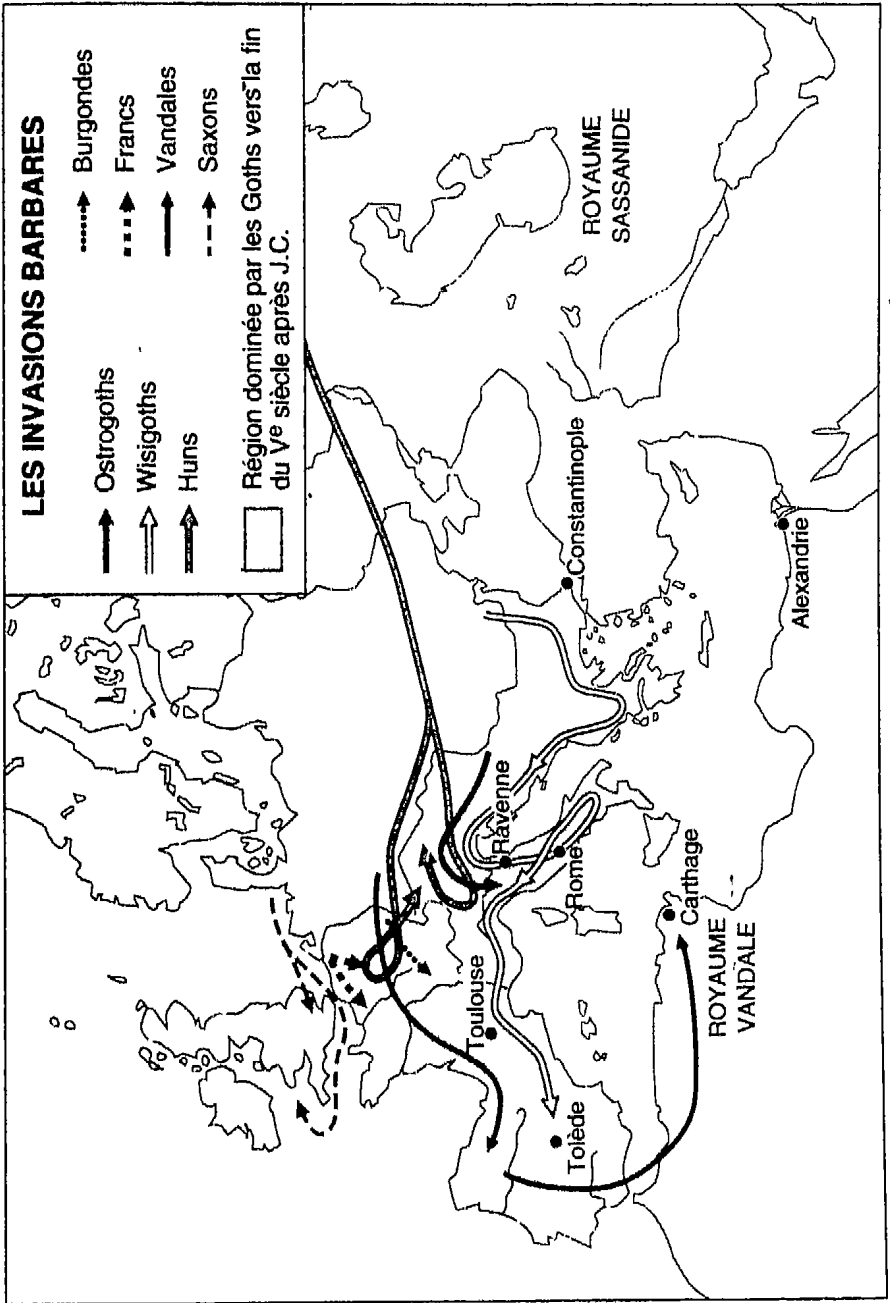 LES INVASIONS BARBARES
Ostrogoths
Wisigoths
Huns
Burgondes
Francs
Vandales
Saxons
Région dominée par les Goths vers la fin
du Ve siècle après J.C.
ROYAUME
SASSANIDE
Constantinople
Alexandrie
Ravenne
Rome
Carthage
ROYAUME
VANDALE
Toulouse
Tolède